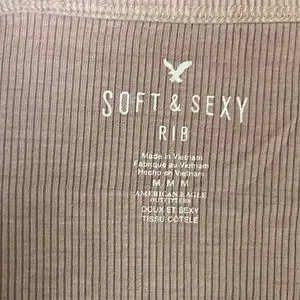 SOFT & SEXY
RIB
Made in Vietnam
Fabriqué au Vietnam
Hecho en Vietnam
M/M/M
AMERICAN EAGLE
OUTFITTERS
DOUX ET SEXY
TISSU CÔTELÉ